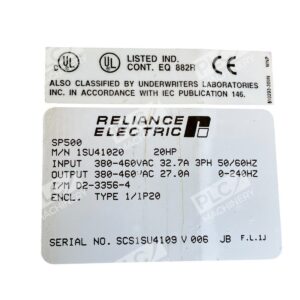 LISTED IND.
CONT. EQ 882R
ALSO CLASSIFIED BY UNDERWRITERS LABORATORIES
INC. IN ACCORDANCE WITH IEC PUBLICATION 146.
RELIANCE
ELECTRIC
SP500
M/N 1SU41020 20HP
INPUT 380-460VAC 32.7A 3PH 50/60HZ
OUTPUT 380-460VAC 27.0A 0-240HZ
I/M D2-3356-4
ENCL. TYPE 1/IP20
SERIAL NO. SCS1SU4109 V 006 JB F.L.1J